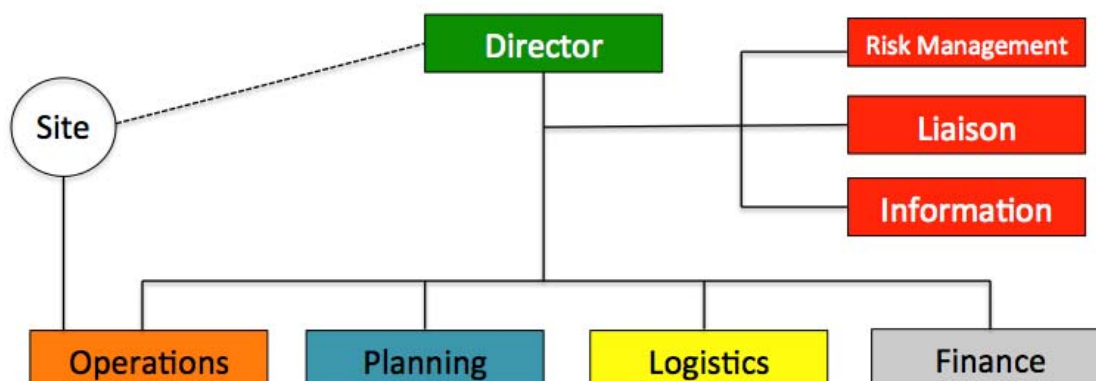 Director
Risk Management
Site
Liaison
Information
Operations
Planning
Logistics
Finance